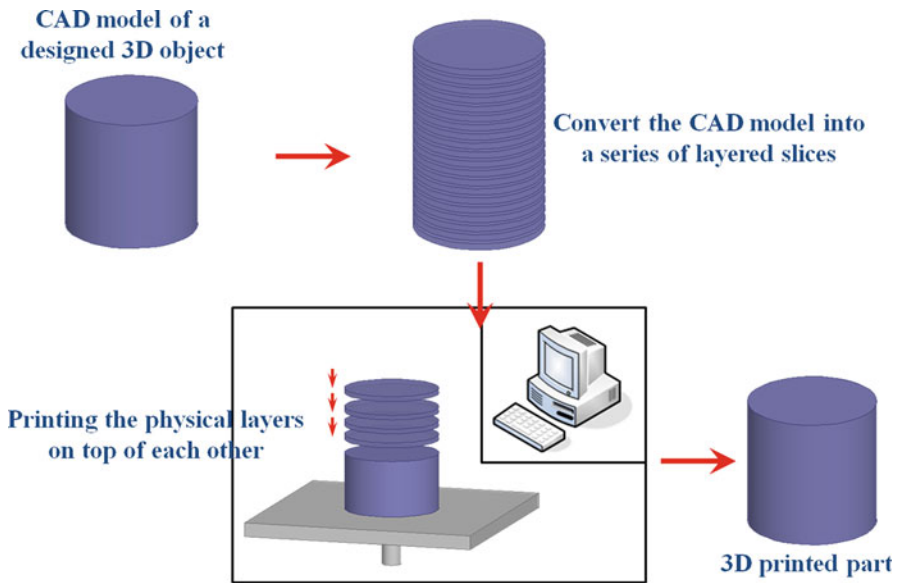 CAD model of a
designed 3D object
Convert the CAD model into
a series of layered slices
Printing the physical layers
on top of each other
3D printed part